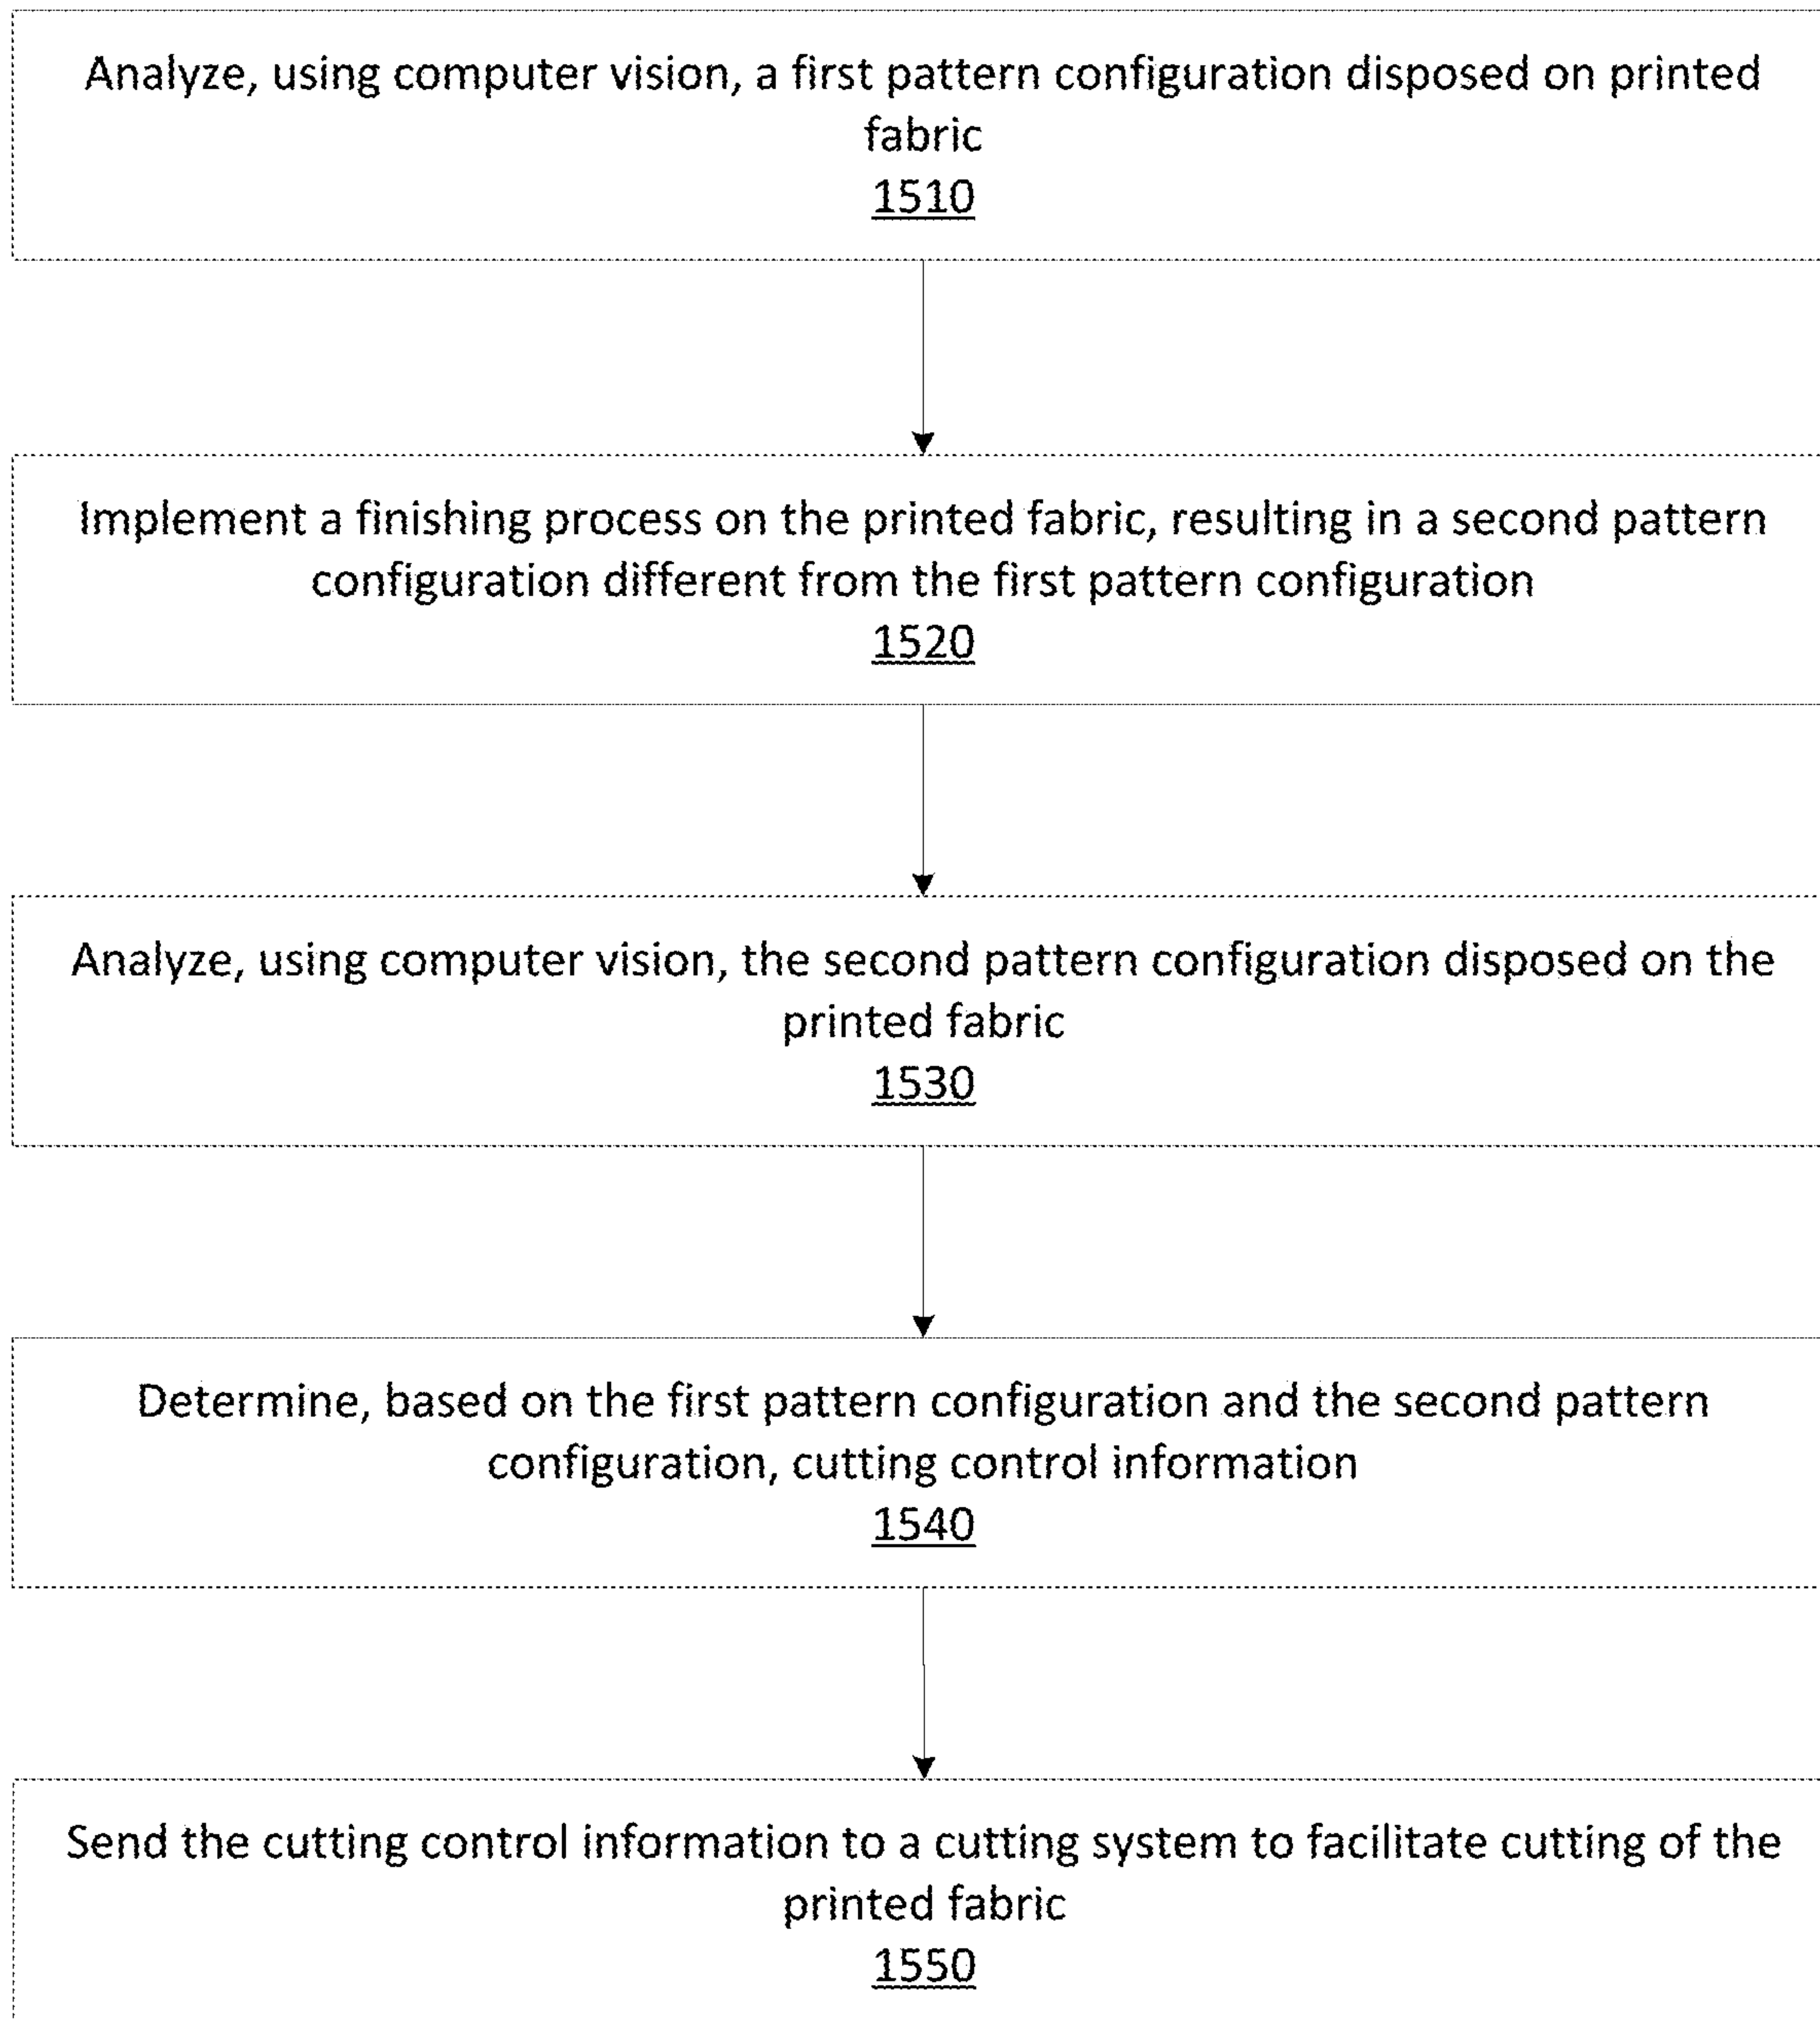 Analyze, using computer vision, a first pattern configuration disposed on printed
fabric
1510
Implement a finishing process on the printed fabric, resulting in a second pattern
configuration different from the first pattern configuration
1520
Analyze, using computer vision, the second pattern configuration disposed on the
printed fabric
1530
Determine, based on the first pattern configuration and the second pattern
configuration, cutting control information
1540
Send the cutting control information to a cutting system to facilitate cutting of the
printed fabric
1550